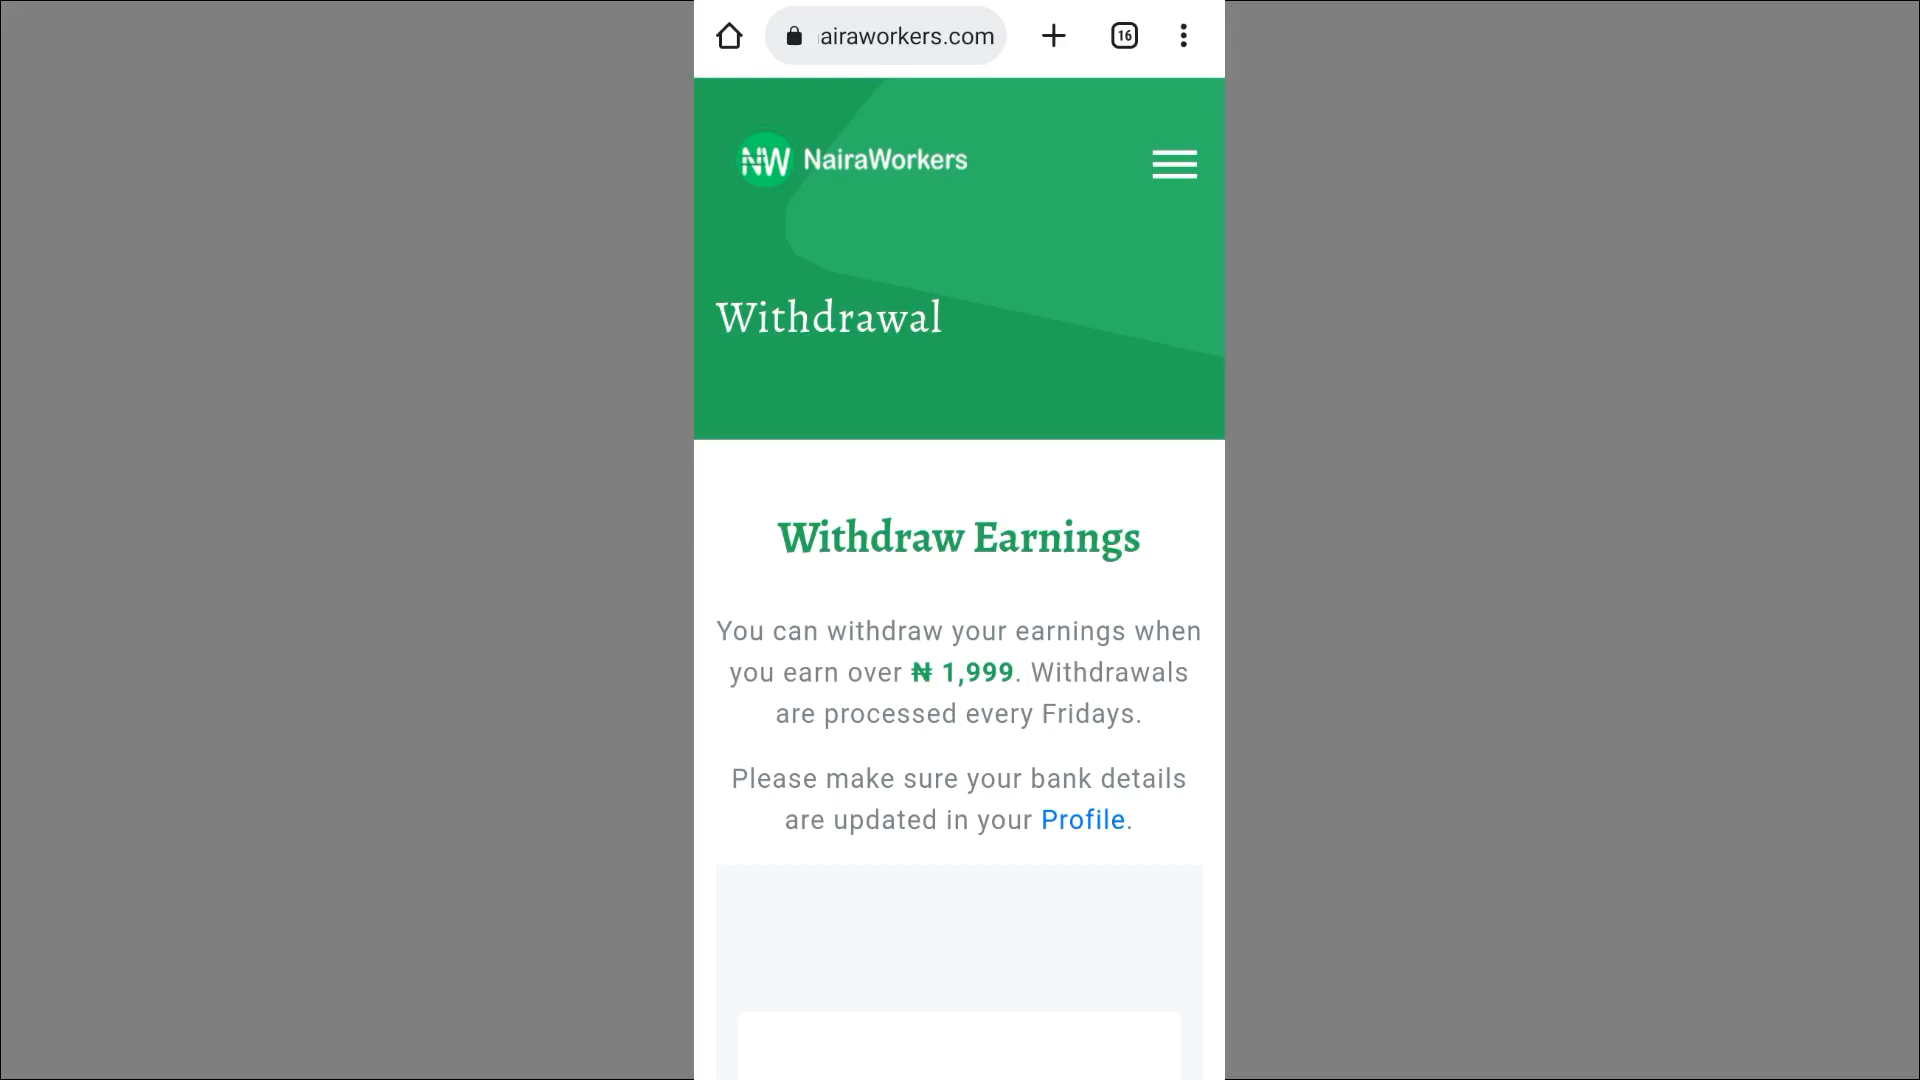 airaworkers.com
16
NW NairaWorkers
Withdrawal
Withdraw Earnings
You can withdraw your earnings when
you earn over ₦ 1,999. Withdrawals
are processed every Fridays.
Please make sure your bank details
are updated in your Profile.